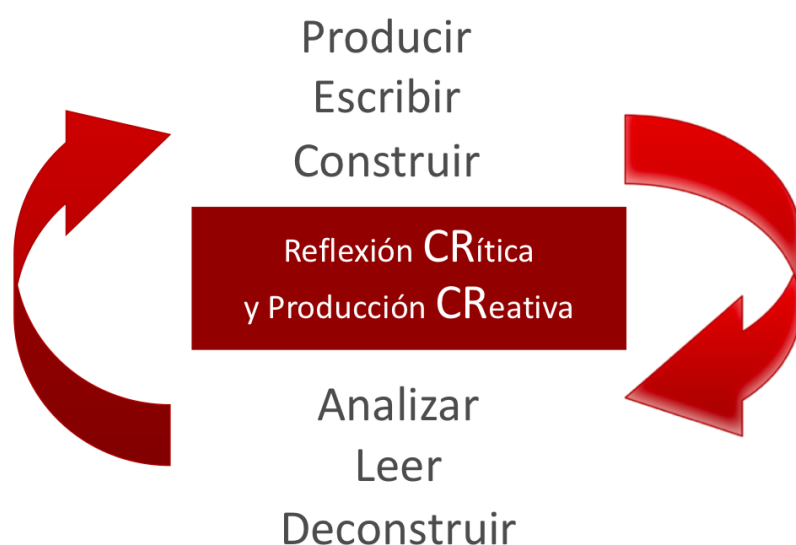 Producir
Escribir
Construir
Reflexión CRítica
y Producción CReativa
Analizar
Leer
Deconstruir